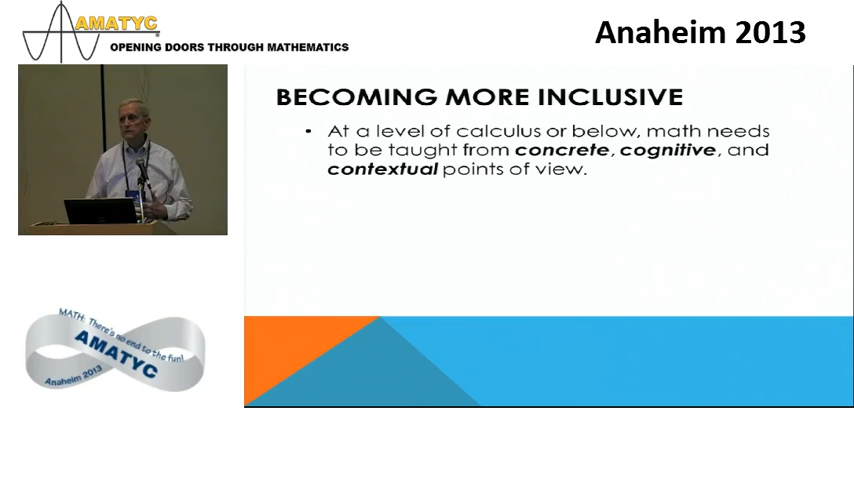 AMATYC
OPENING DOORS THROUGH MATHEMATICS
Anaheim 2013
BECOMING MORE INCLUSIVE
• At a level of calculus or below, math needs
to be taught from concrete, cognitive, and
contextual points of view.
MATH: There's no end to the fun!
AMATYC
Anaheim 2013